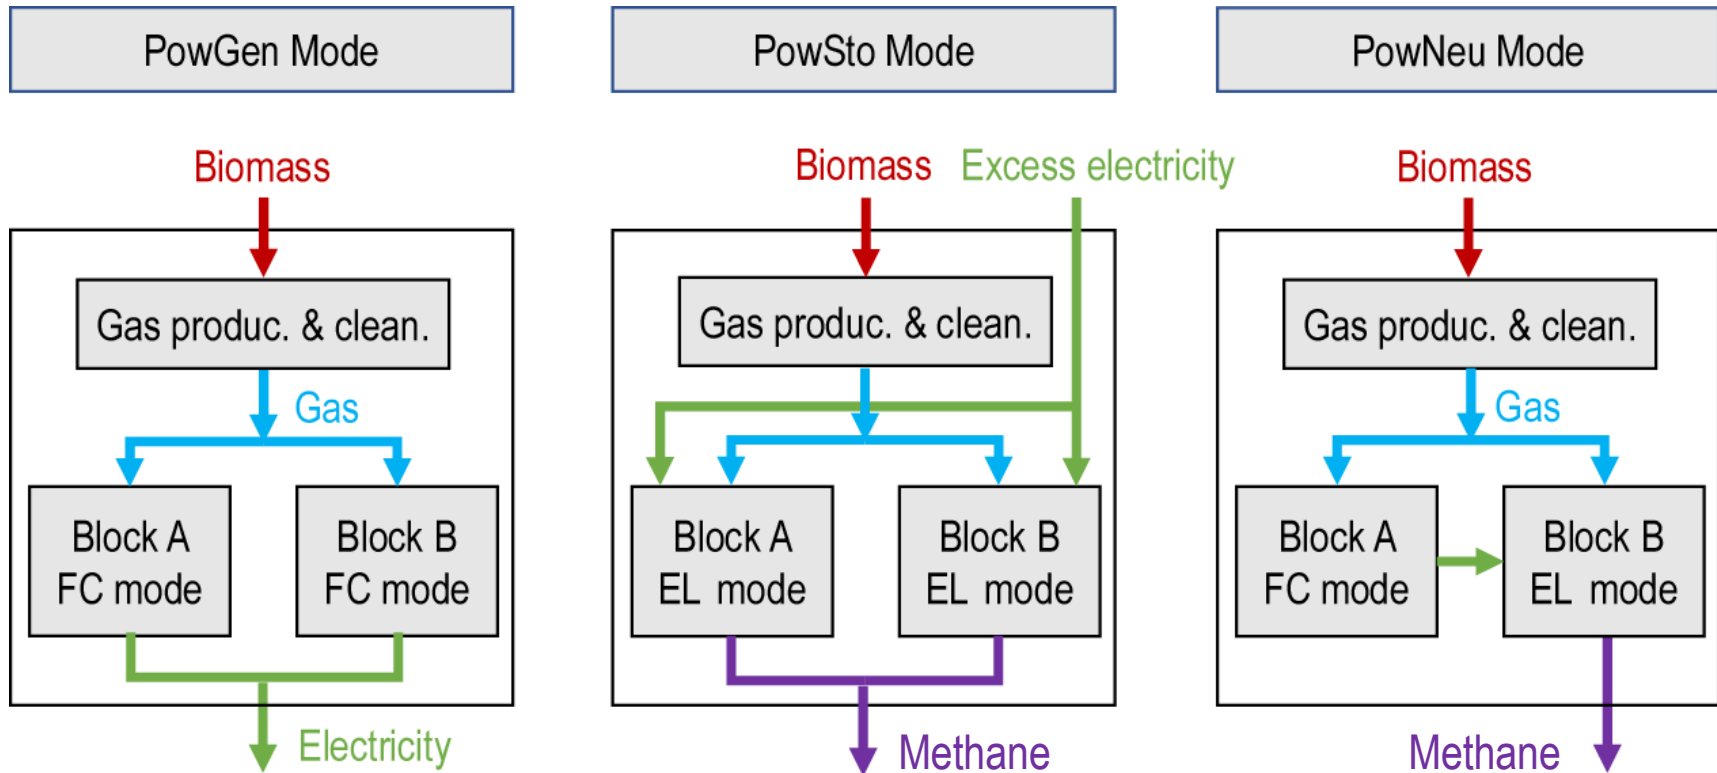 PowGen Mode
Biomass
Gas produc. & clean.
Gas
Block A
FC mode
Block B
FC mode
Electricity
PowSto Mode
Biomass
Excess electricity
Gas produc. & clean.
Block A
EL mode
Block B
EL mode
Methane
PowNeu Mode
Biomass
Gas produc. & clean.
Gas
Block A
FC mode
Block B
EL mode
Methane